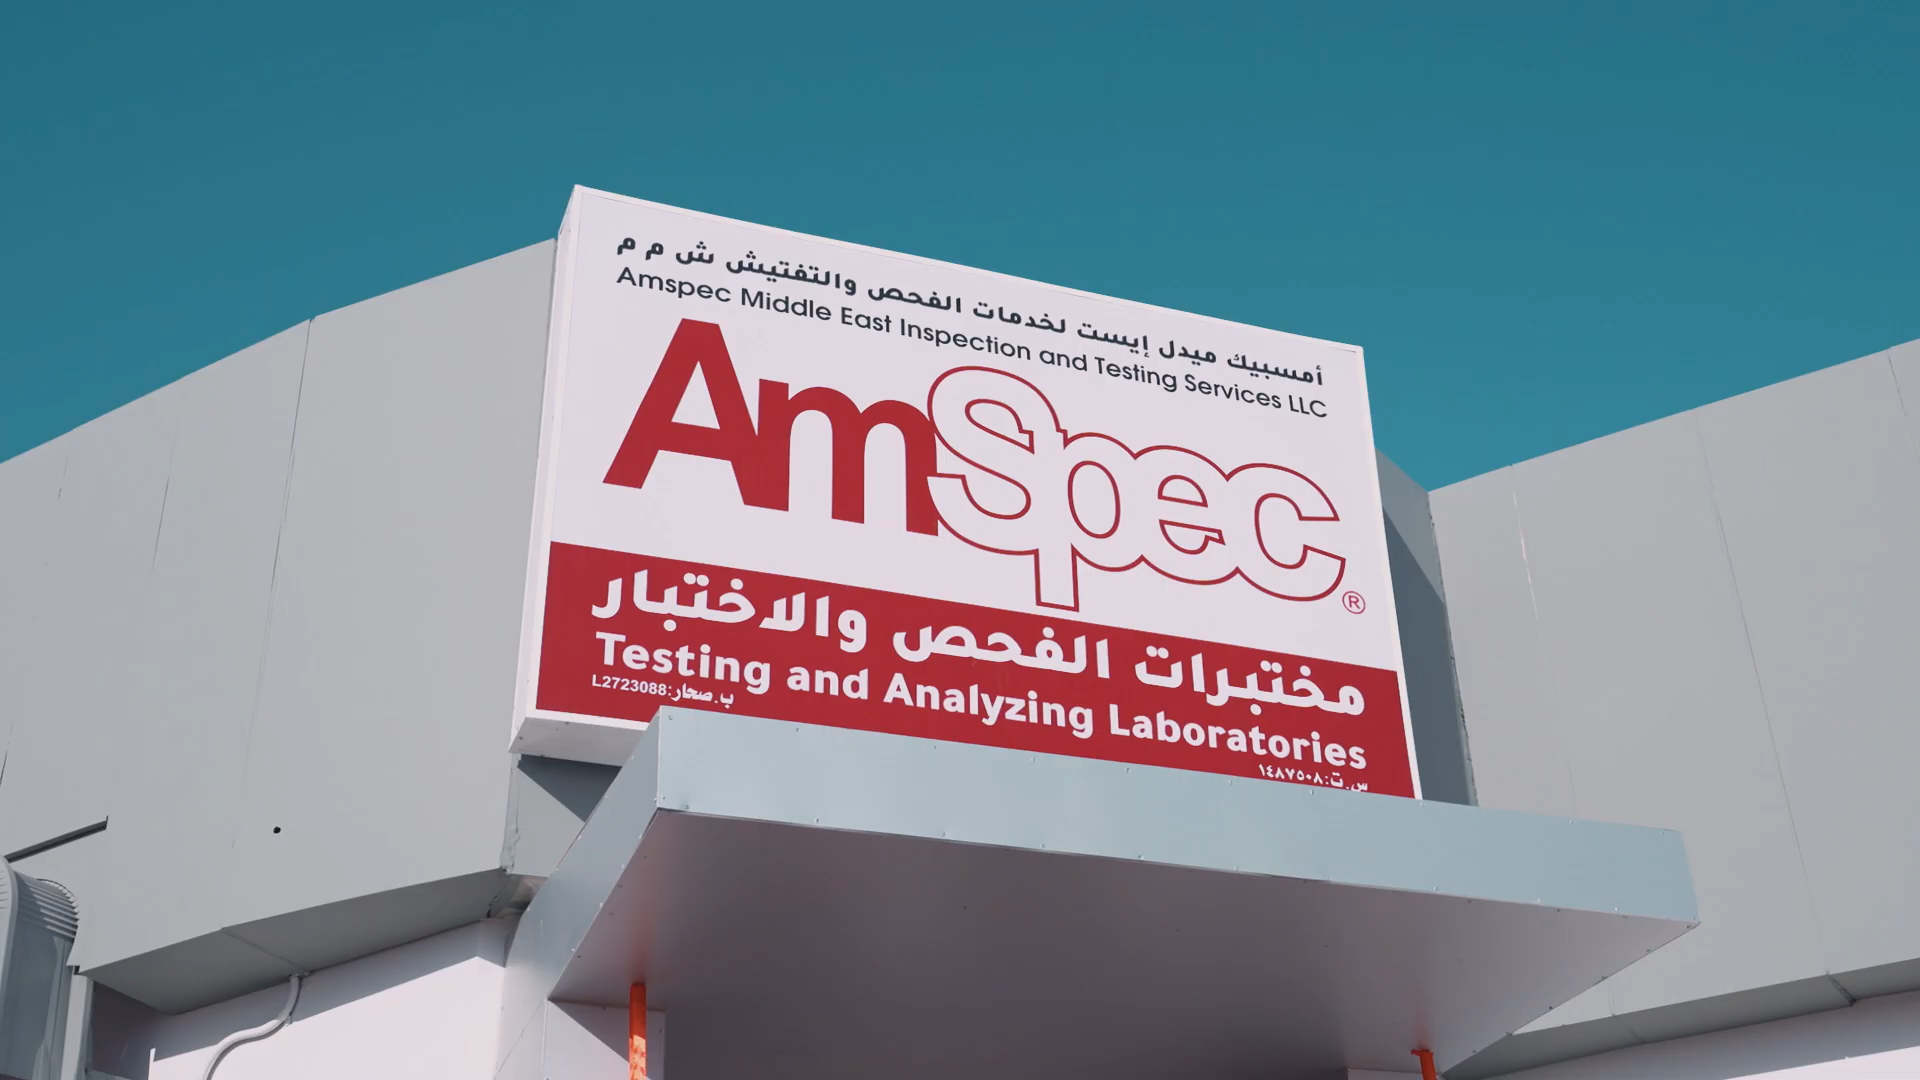 أمسبيك ميدل إيست لخدمات الفحص والتفتيش ش م م
Amspec Middle East Inspection and Testing Services LLC
AmSpec®
مختبرات الفحص والاختبار
Testing and Analyzing Laboratories
ب.صحار:L2723088
س.ت:١٤٨٧٥٠٨